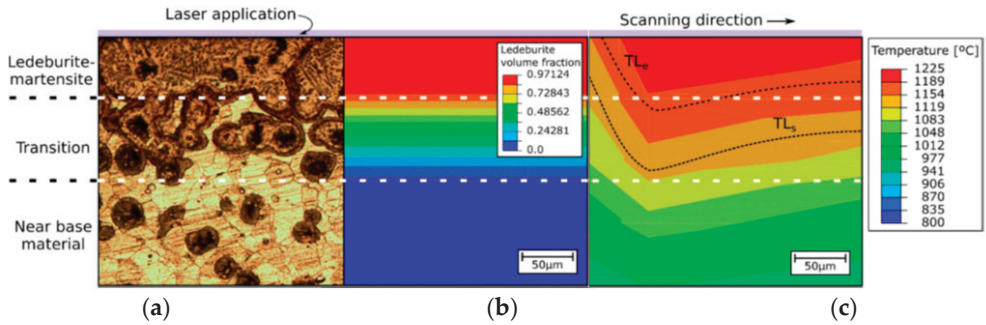 Laser application
Scanning direction
Ledeburite-
martensite
Transition
Near base
material
Ledeburite
volume fraction
0.97124
0.72843
0.48562
0.24281
0.0
50µm
TLe
TLs
50µm
Temperature [ºC]
1225
1189
1154
1119
1083
1048
1012
977
941
906
870
835
800
(a)
(b)
(c)